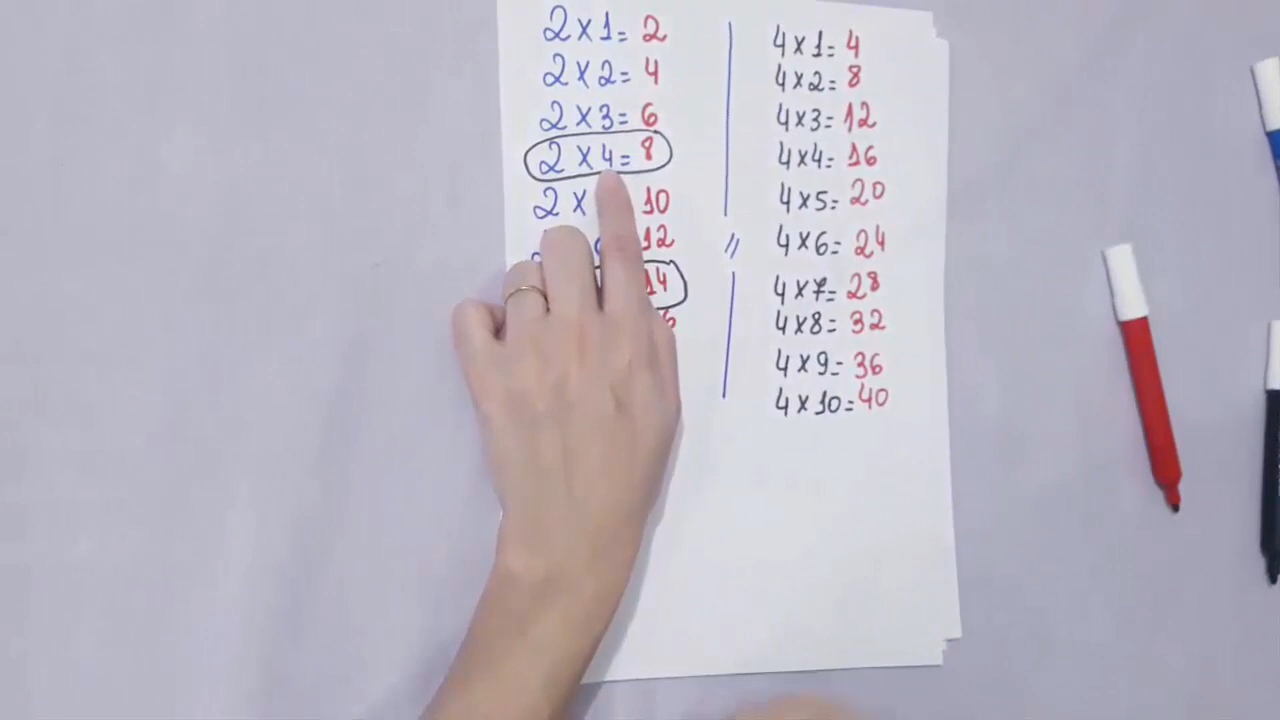 2 × 1 = 2
2 × 2 = 4
2 × 3 = 6
2 × 4 = 8
2 × 10
12
14
6
4 × 1 = 4
4 × 2 = 8
4 × 3 = 12
4 × 4 = 16
4 × 5 = 20
4 × 6 = 24
4 × 7 = 28
4 × 8 = 32
4 × 9 = 36
4 × 10 = 40